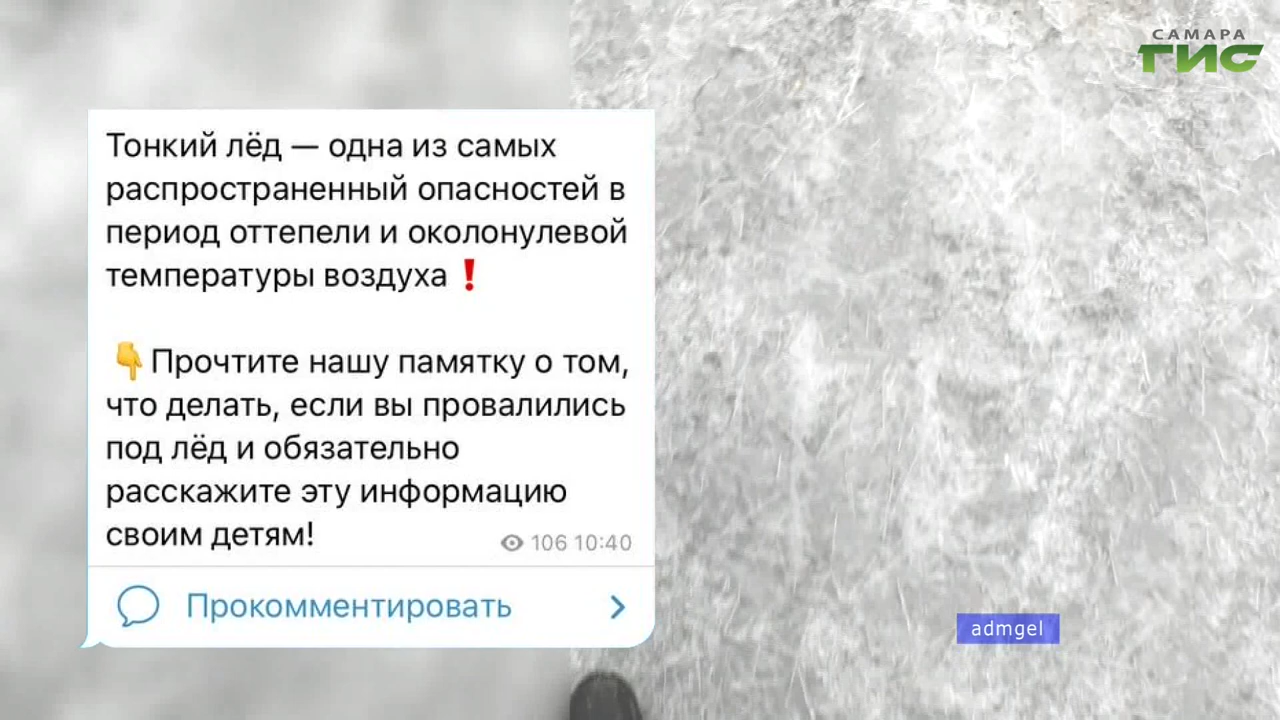 САМАРА
ГИС
Тонкий лёд — одна из самых
распространенный опасностей в
период оттепели и околонулевой
температуры воздуха❗
👇Прочтите нашу памятку о том,
что делать, если вы провалились
под лёд и обязательно
расскажите эту информацию
своим детям!
106 10:40
Прокомментировать
admgel